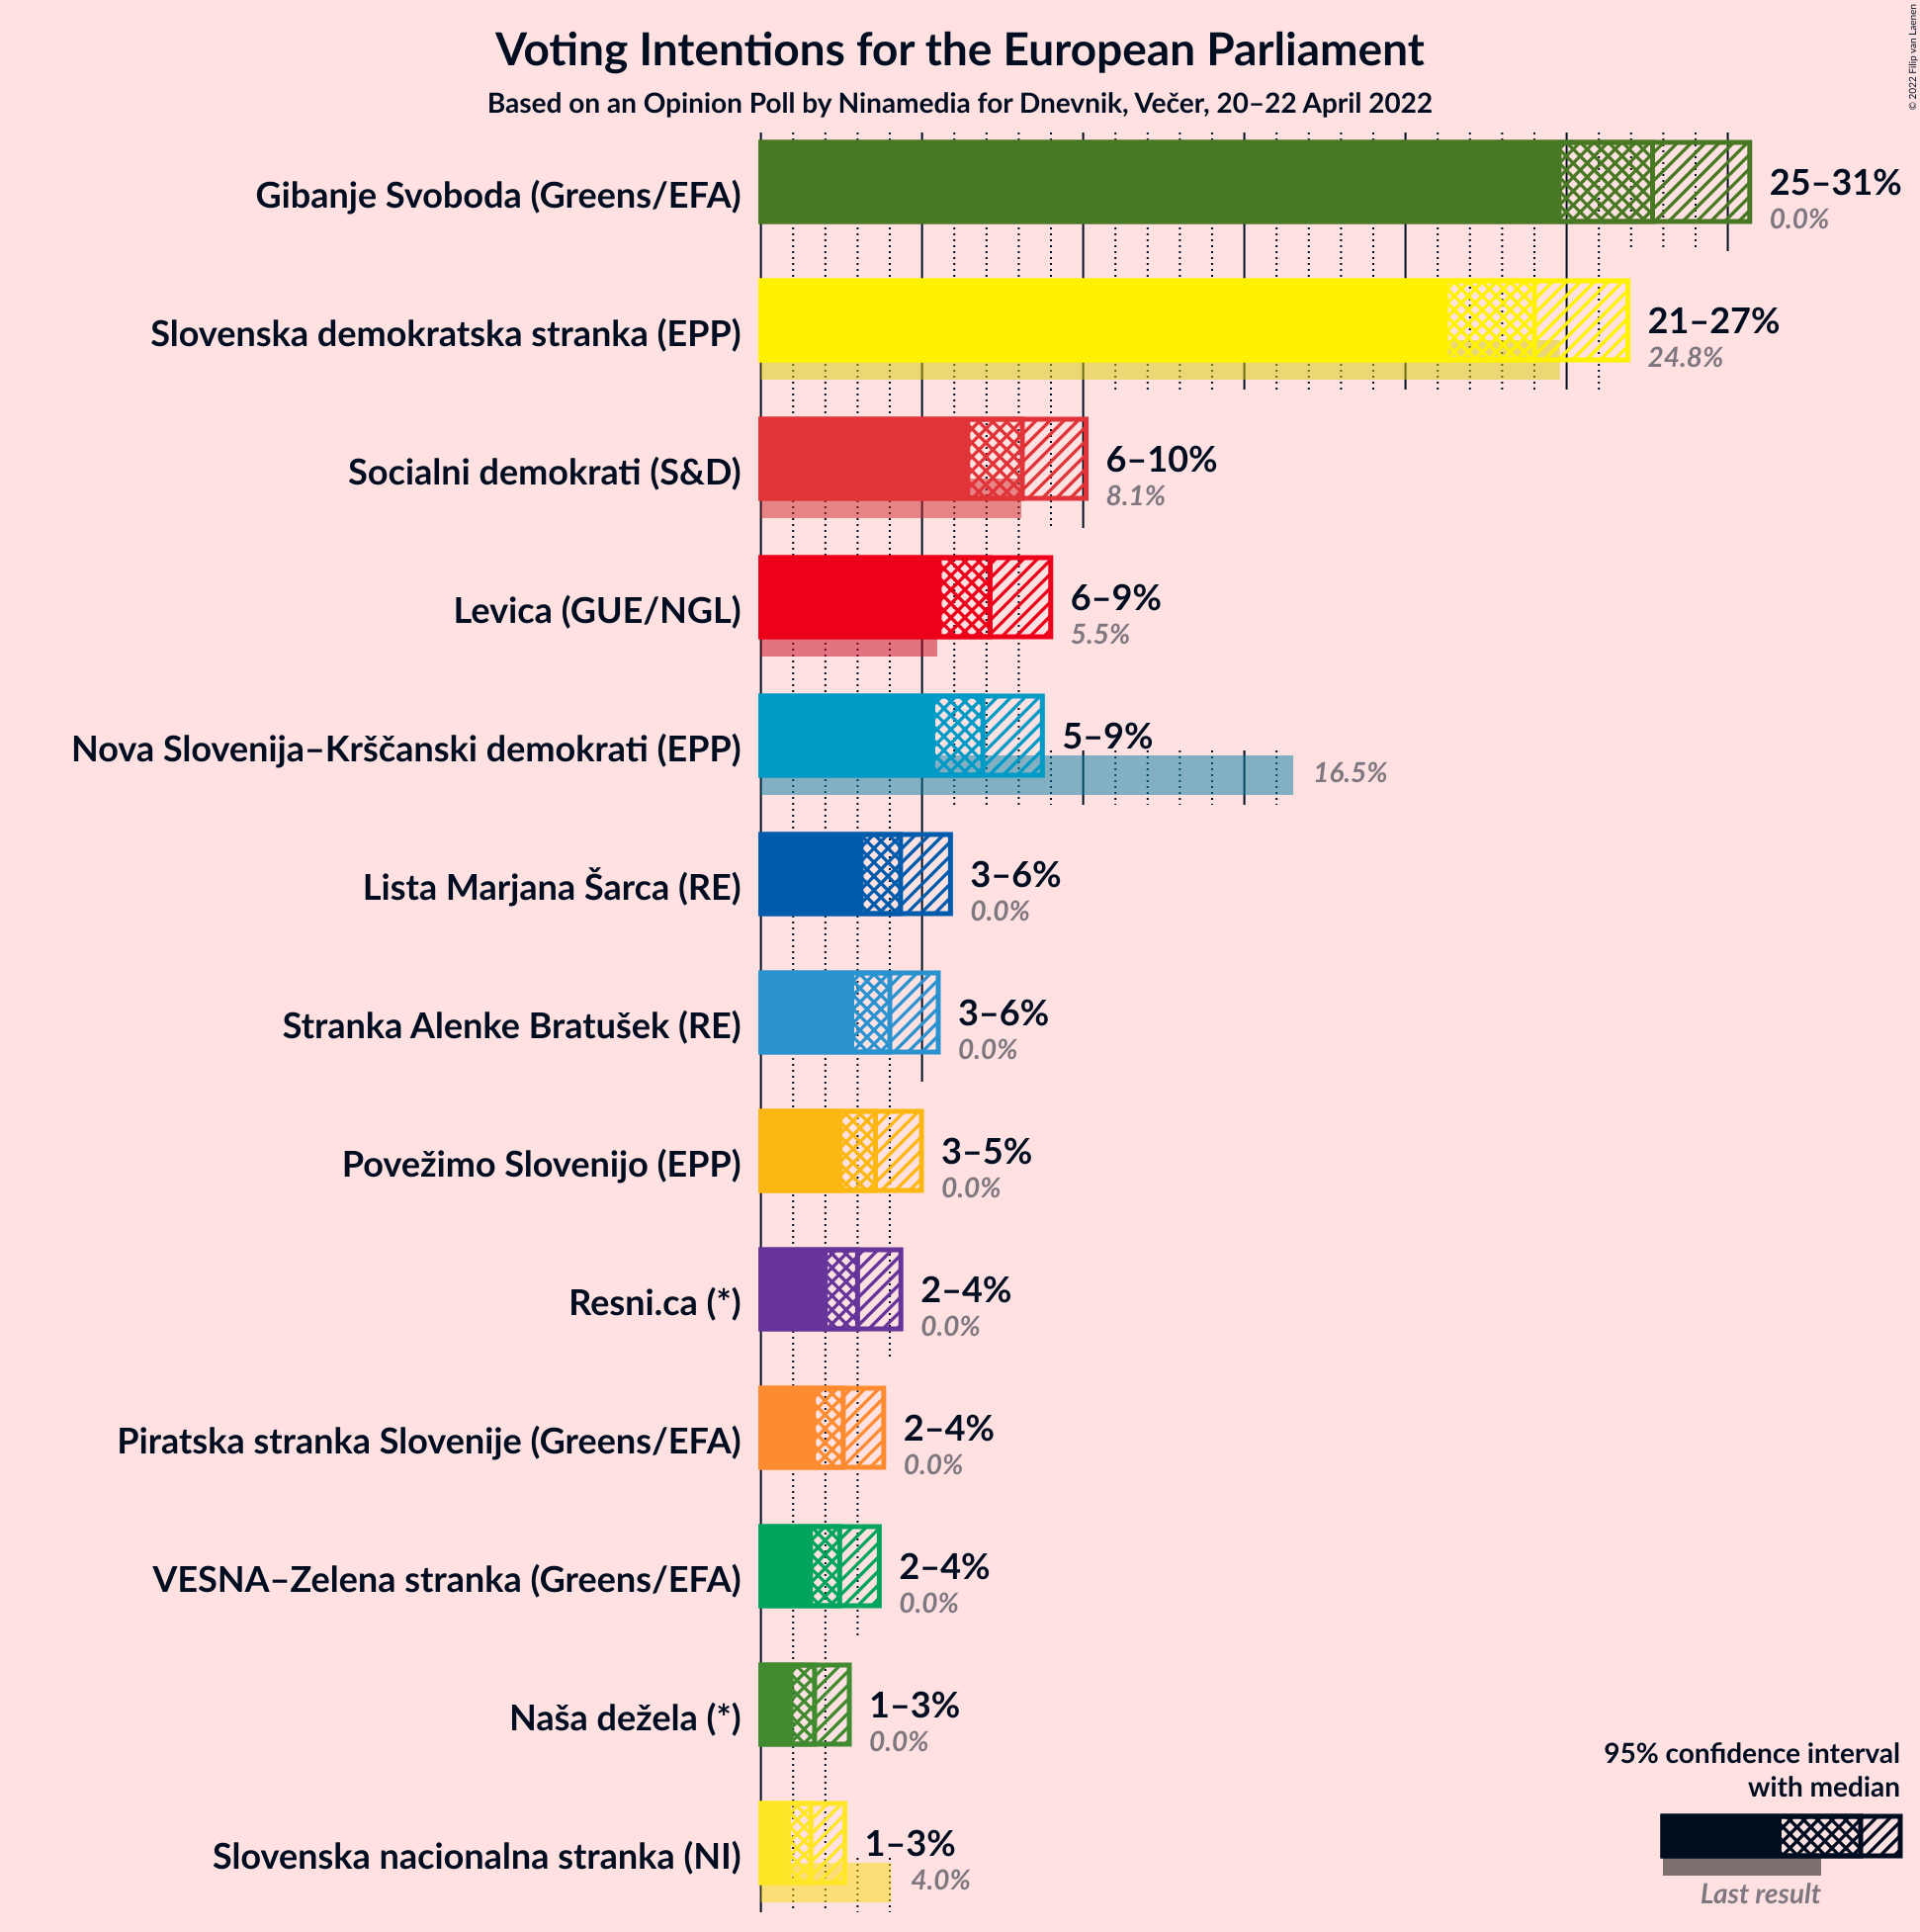 Voting Intentions for the European Parliament
Based on an Opinion Poll by Ninamedia for Dnevnik, Večer, 20–22 April 2022
© 2022 Filip van Laenen
Gibanje Svoboda (Greens/EFA)
25–31%
0.0%
Slovenska demokratska stranka (EPP)
21–27%
24.8%
Socialni demokrati (S&D)
6–10%
8.1%
Levica (GUE/NGL)
6–9%
5.5%
Nova Slovenija–Krščanski demokrati (EPP)
5–9%
16.5%
Lista Marjana Šarca (RE)
3–6%
0.0%
Stranka Alenke Bratušek (RE)
3–6%
0.0%
Povežimo Slovenijo (EPP)
3–5%
0.0%
Resni.ca (*)
2–4%
0.0%
Piratska stranka Slovenije (Greens/EFA)
2–4%
0.0%
VESNA–Zelena stranka (Greens/EFA)
2–4%
0.0%
Naša dežela (*)
1–3%
0.0%
Slovenska nacionalna stranka (NI)
1–3%
4.0%
95% confidence interval
with median
Last result